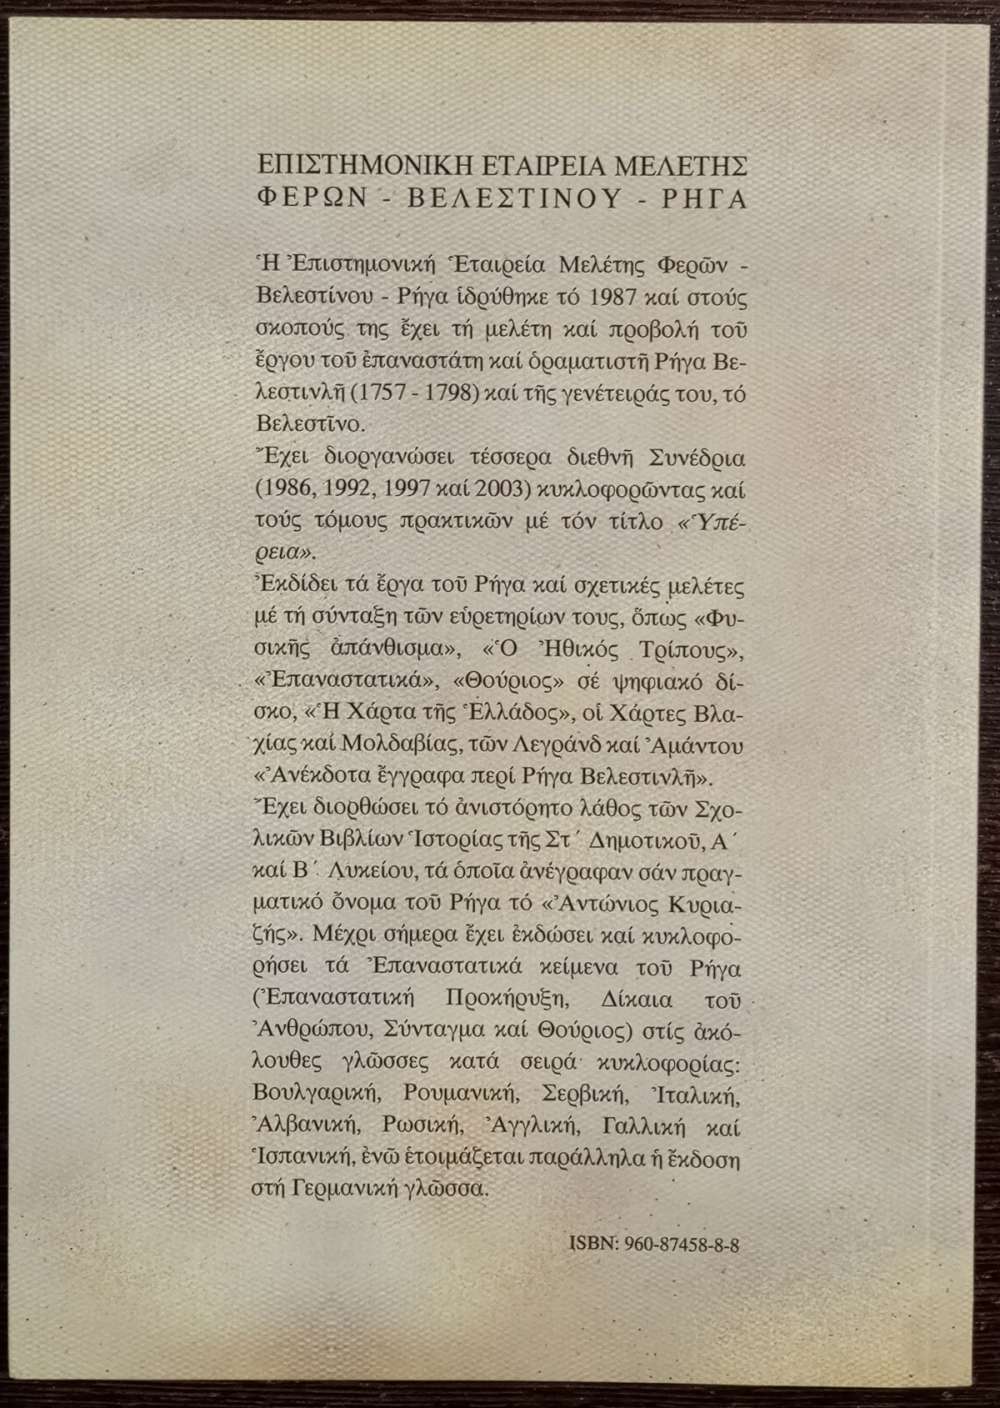 ΕΠΙΣΤΗΜΟΝΙΚΗ ΕΤΑΙΡΕΙΑ ΜΕΛΕΤΗΣ
ΦΕΡΩΝ - ΒΕΛΕΣΤΙΝΟΥ - ΡΗΓΑ
Ἡ Ἐπιστημονική Ἑταιρεία Μελέτης Φερῶν -
Βελεστίνου - Ρήγα ἱδρύθηκε τό 1987 καί στούς
σκοπούς της ἔχει τή μελέτη καί προβολή τοῦ
ἔργου τοῦ ἐπαναστάτη καί ὁραματιστῆ Ρήγα Βε-
λεστινλῆ (1757 - 1798) καί τῆς γενέτειράς του, τό
Βελεστῖνο.
Ἔχει διοργανώσει τέσσερα διεθνῆ Συνέδρια
(1986, 1992, 1997 καί 2003) κυκλοφορῶντας καί
τούς τόμους πρακτικῶν μέ τόν τίτλο «Ὑπέ-
ρεια».
Ἐκδίδει τά ἔργα τοῦ Ρήγα καί σχετικές μελέτες
μέ τή σύνταξη τῶν εὑρετηρίων τους, ὅπως «Φυ-
σικῆς ἀπάνθισμα», «Ὁ Ἠθικός Τρίπους»,
«Ἐπαναστατικά», «Θούριος» σέ ψηφιακό δί-
σκο, «Ἡ Χάρτα τῆς Ἑλλάδος», οἱ Χάρτες Βλα-
χίας καί Μολδαβίας, τῶν Λεγράνδ καί Ἀμάντου
«Ἀνέκδοτα ἔγγραφα περί Ρήγα Βελεστινλῆ».
Ἔχει διορθώσει τό ἀνιστόρητο λάθος τῶν Σχο-
λικῶν Βιβλίων Ἱστορίας τῆς Στ´ Δημοτικοῦ, Α´
καί Β´ Λυκείου, τά ὁποῖα ἀνέγραφαν σάν πραγ-
ματικό ὄνομα τοῦ Ρήγα τό «Ἀντώνιος Κυρια-
ζής». Μέχρι σήμερα ἔχει ἐκδώσει καί κυκλοφο-
ρήσει τά Ἐπαναστατικά κείμενα τοῦ Ρήγα
(Ἐπαναστατική Προκήρυξη, Δίκαια τοῦ
Ἀνθρώπου, Σύνταγμα καί Θούριος) στίς ἀκό-
λουθες γλῶσσες κατά σειρά κυκλοφορίας:
Βουλγαρική, Ρουμανική, Σερβική, Ἰταλική,
Ἀλβανική, Ρωσική, Ἀγγλική, Γαλλική καί
Ἱσπανική, ἐνῶ ἑτοιμάζεται παράλληλα ἡ ἔκδοση
στή Γερμανική γλῶσσα.
ISBN: 960-87458-8-8